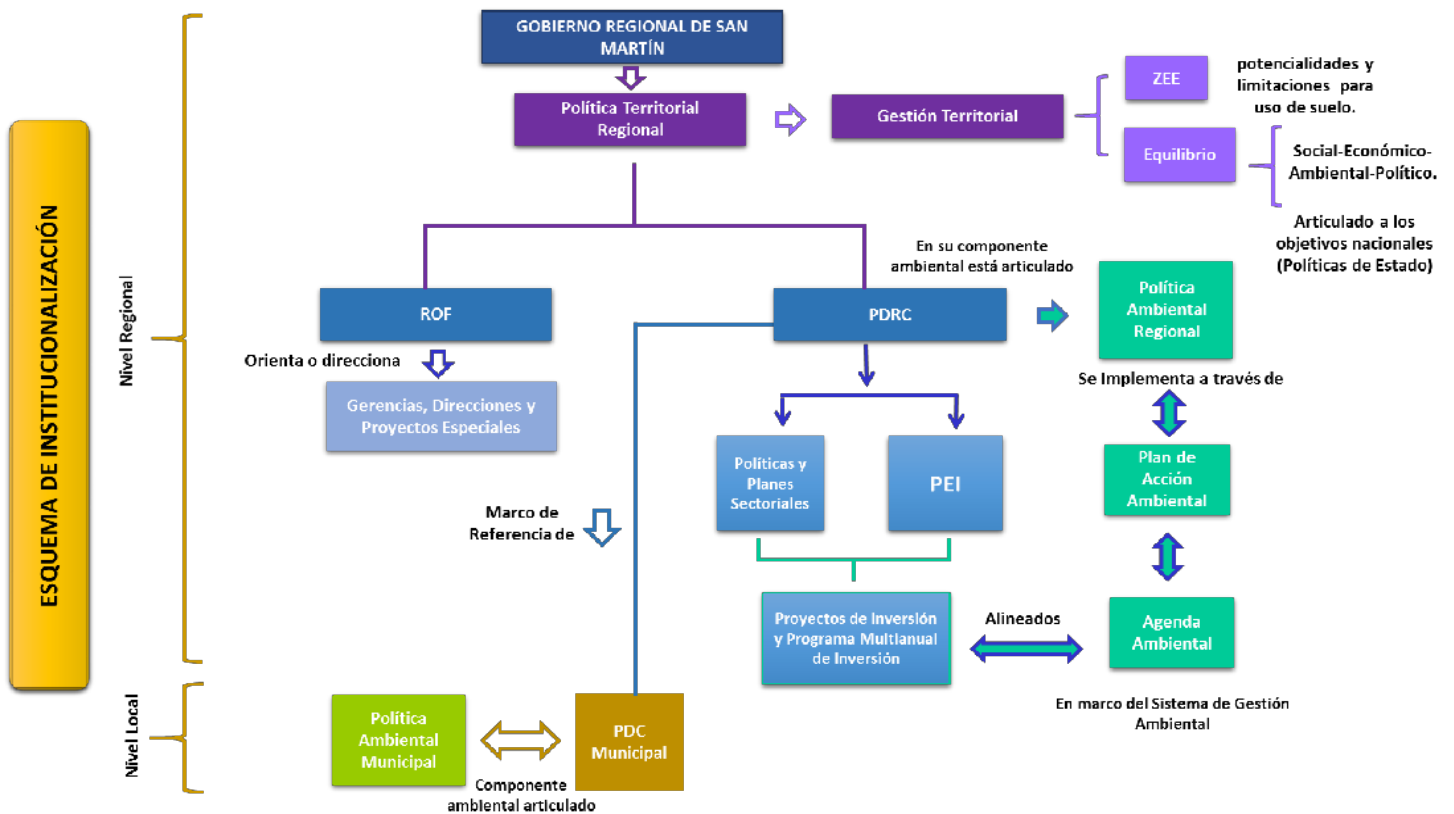 ESQUEMA DE INSTITUCIONALIZACIÓN
Nivel Regional
GOBIERNO REGIONAL DE SAN
MARTÍN
Política Territorial
Regional
Gestión Territorial
ZEE
potencialidades y
limitaciones para
uso de suelo.
Equilibrio
Social-Económico-
Ambiental-Político.
Articulado a los
objetivos nacionales
(Políticas de Estado)
En su componente
ambiental está articulado
ROF
PDRC
Política
Ambiental
Regional
Orienta o direcciona
Gerencias, Direcciones y
Proyectos Especiales
Se Implementa a través de
Políticas y
Planes
Sectoriales
PEI
Plan de
Acción
Ambiental
Marco de
Referencia de
Proyectos de Inversión
y Programa Multianual
de Inversión
Alineados
Agenda
Ambiental
En marco del Sistema de Gestión
Ambiental
Nivel Local
Política
Ambiental
Municipal
PDC
Municipal
Componente
ambiental articulado